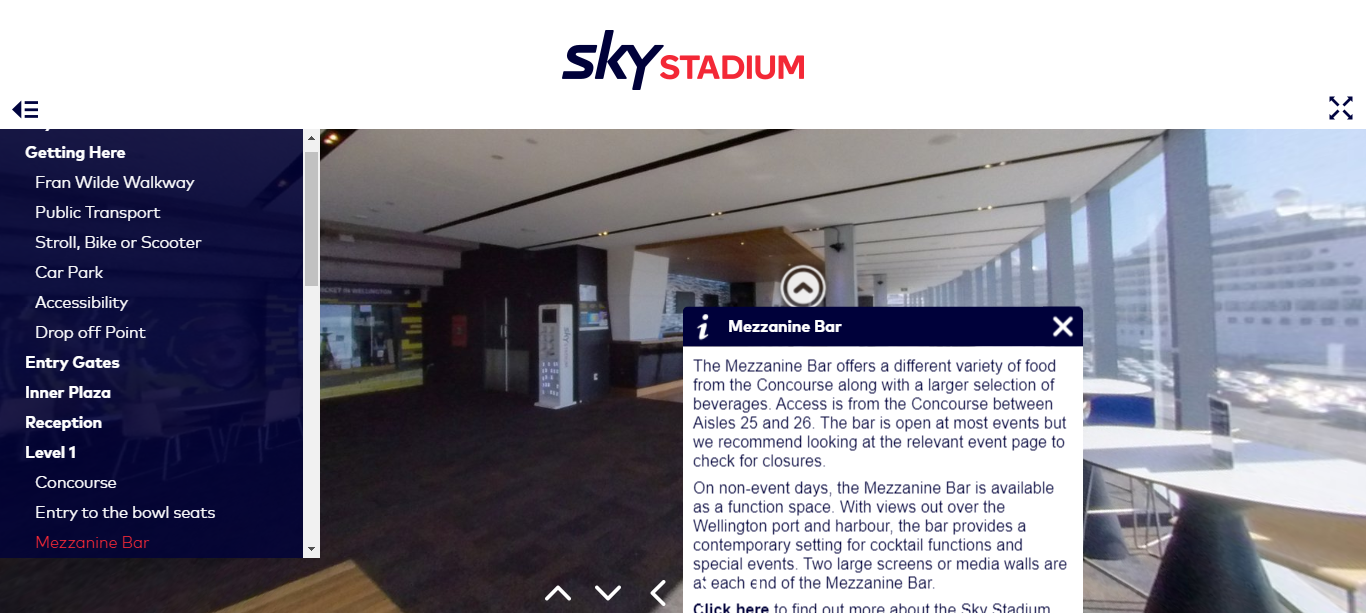 sky STADIUM
Getting Here
Fran Wilde Walkway
Public Transport
Stroll, Bike or Scooter
Car Park
Accessibility
Drop off Point
Entry Gates
Inner Plaza
Reception
Level 1
Concourse
Entry to the bowl seats
Mezzanine Bar
sky
i Mezzanine Bar
The Mezzanine Bar offers a different variety of food
from the Concourse along with a larger selection of
beverages. Access is from the Concourse between
Aisles 25 and 26. The bar is open at most events but
we recommend looking at the relevant event page to
check for closures.
On non-event days, the Mezzanine Bar is available
as a function space. With views out over the
Wellington port and harbour, the bar provides a
contemporary setting for cocktail functions and
special events. Two large screens or media walls are
at each end of the Mezzanine Bar.
Click here to find out more about the Sky Stadium